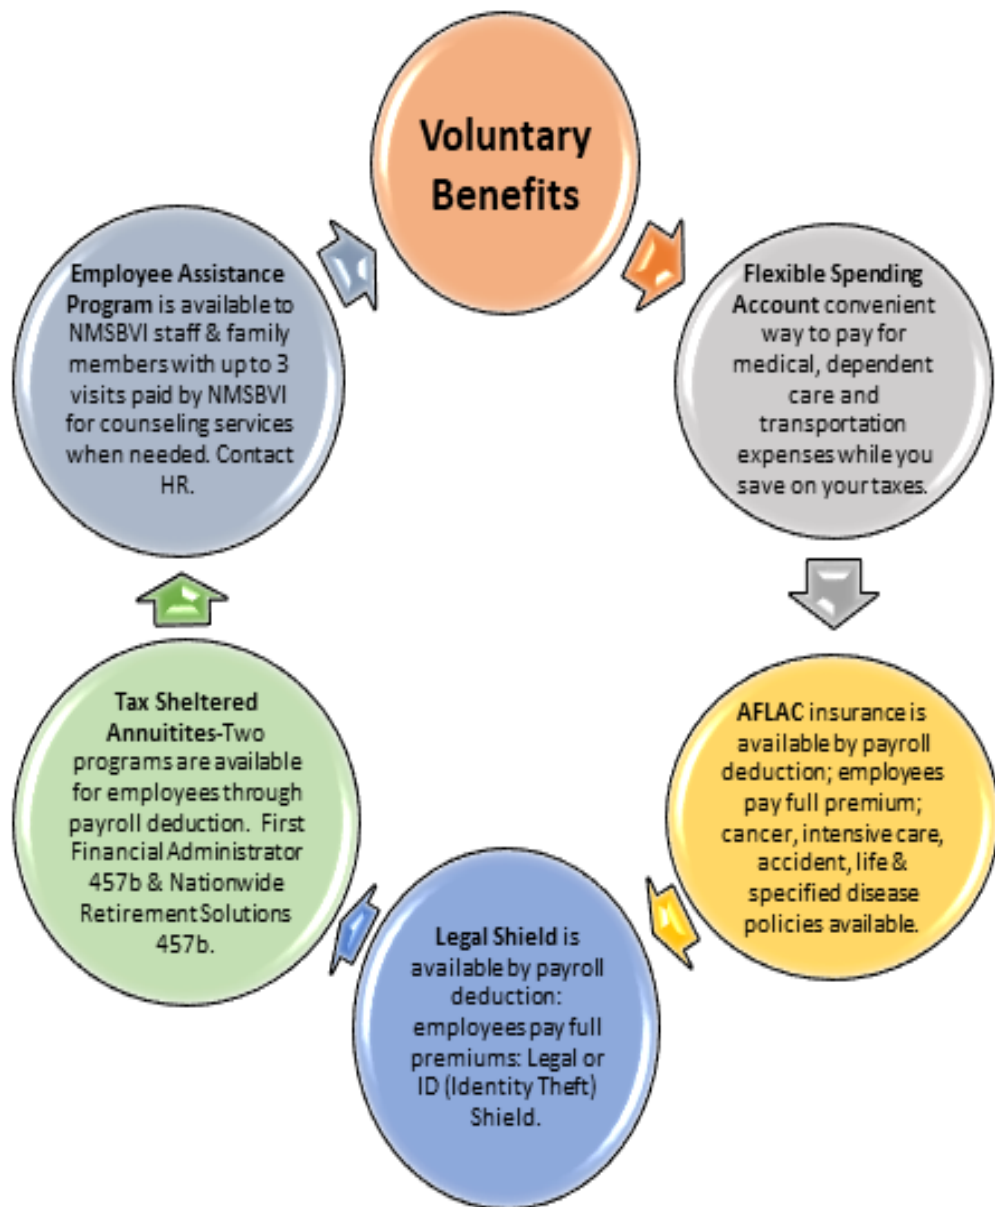 Voluntary
Benefits
Flexible Spending
Account convenient
way to pay for
medical, dependent
care and
transportation
expenses while you
save on your taxes.
AFLAC insurance is
available by payroll
deduction; employees
pay full premium;
cancer, intensive care,
accident, life &
specified disease
policies available.
Legal Shield is
available by payroll
deduction:
employees pay full
premiums: Legal or
ID (Identity Theft)
Shield.
Tax Sheltered
Annuitites-Two
programs are available
for employees through
payroll deduction. First
Financial Administrator
457b & Nationwide
Retirement Solutions
457b.
Employee Assistance
Program is available to
NMSBVI staff & family
members with up to 3
visits paid by NMSBVI
for counseling services
when needed. Contact
HR.